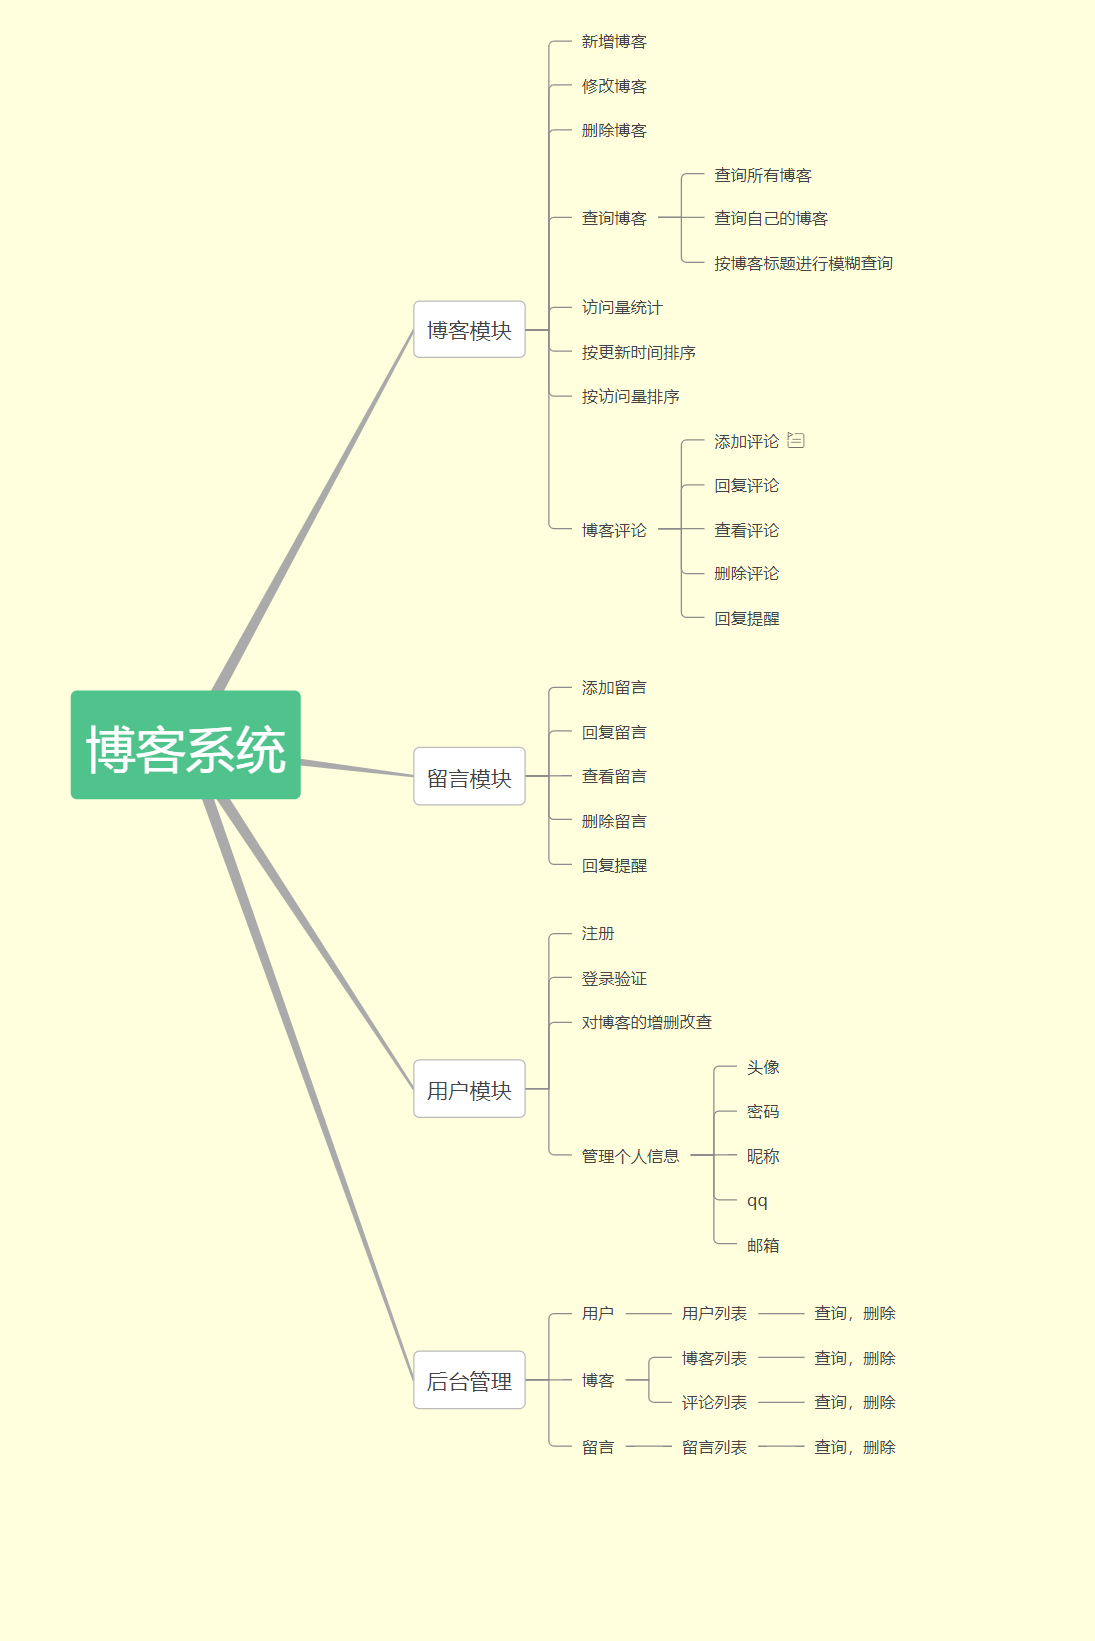 博客系统
博客模块
新增博客
修改博客
删除博客
查询博客
查询所有博客
查询自己的博客
按博客标题进行模糊查询
访问量统计
按更新时间排序
按访问量排序
博客评论
添加评论
回复评论
查看评论
删除评论
回复提醒
留言模块
添加留言
回复留言
查看留言
删除留言
回复提醒
用户模块
注册
登录验证
对博客的增删改查
管理个人信息
头像
密码
昵称
qq
邮箱
后台管理
用户
用户列表
查询，删除
博客
博客列表
查询，删除
评论列表
查询，删除
留言
留言列表
查询，删除